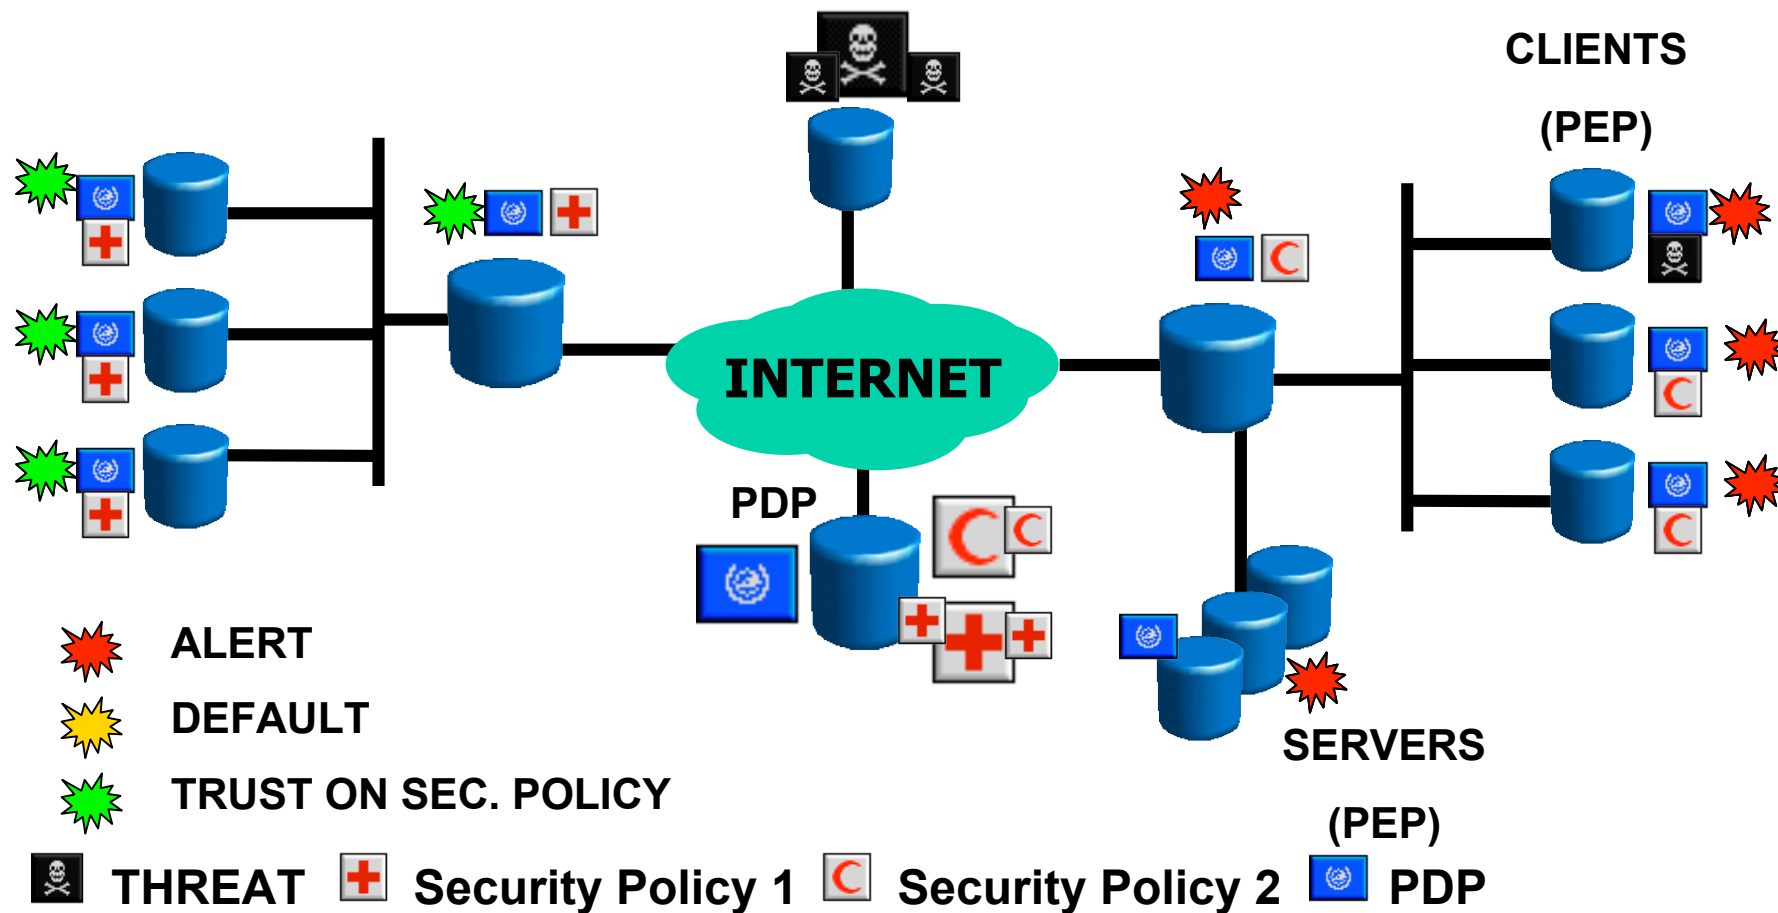 CLIENTS
(PEP)
INTERNET
PDP
ALERT
DEFAULT
TRUST ON SEC. POLICY
SERVERS
(PEP)
THREAT Security Policy 1 Security Policy 2 PDP